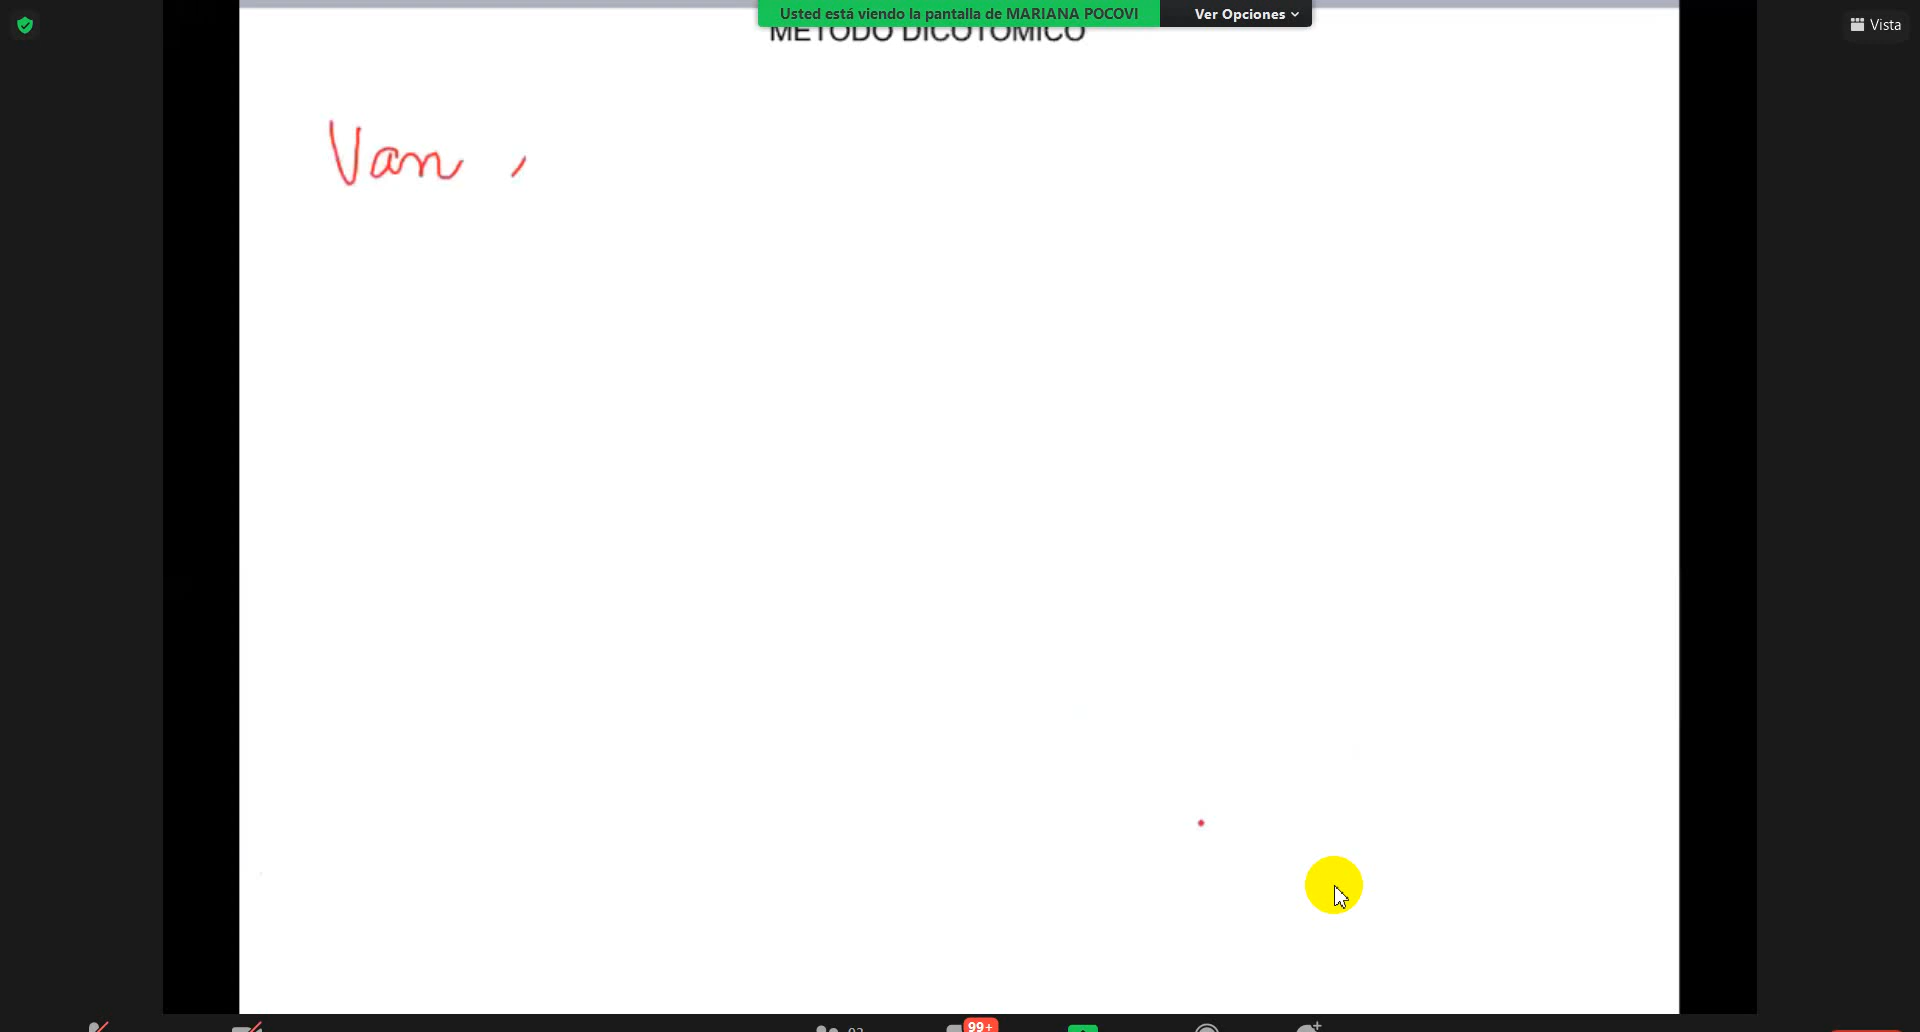 Usted está viendo la pantalla de MARIANA POCOVI Ver Opciones
Vista
METODO DICOTOMICO
Van
99+